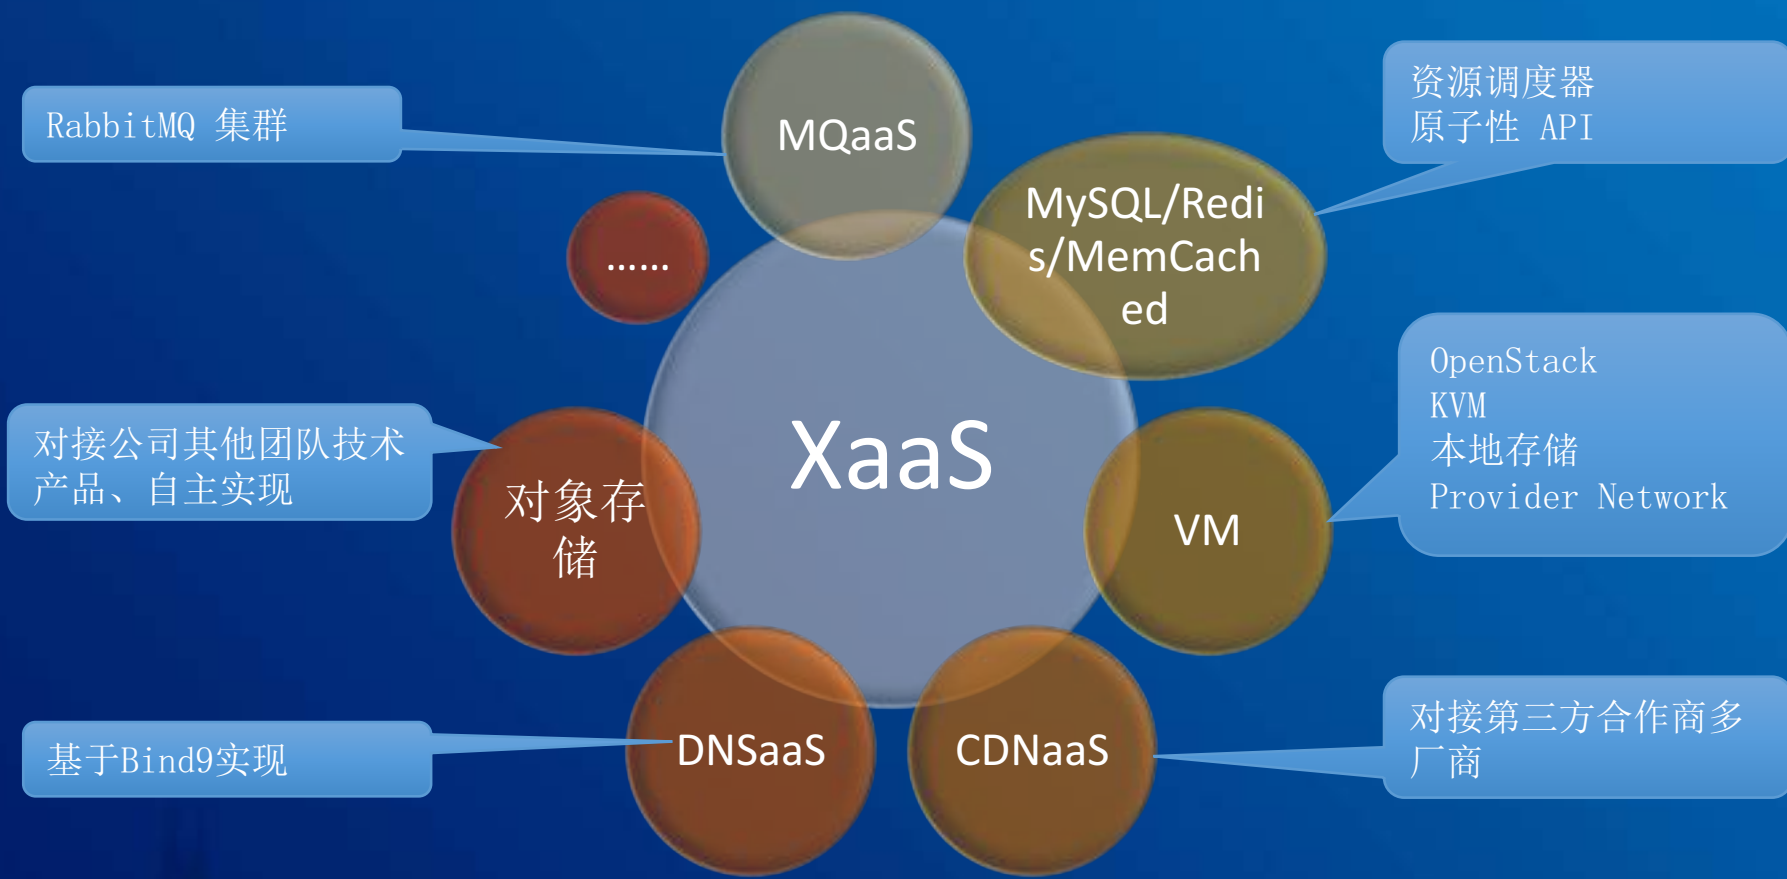 RabbitMQ 集群
MQaaS
资源调度器
原子性 API
MySQL/Redi
s/MemCach
ed
……
XaaS
OpenStack
KVM
本地存储
Provider Network
对接公司其他团队技术
产品、自主实现
对象存
储
VM
基于Bind9实现
DNSaaS
CDNaaS
对接第三方合作商多
厂商